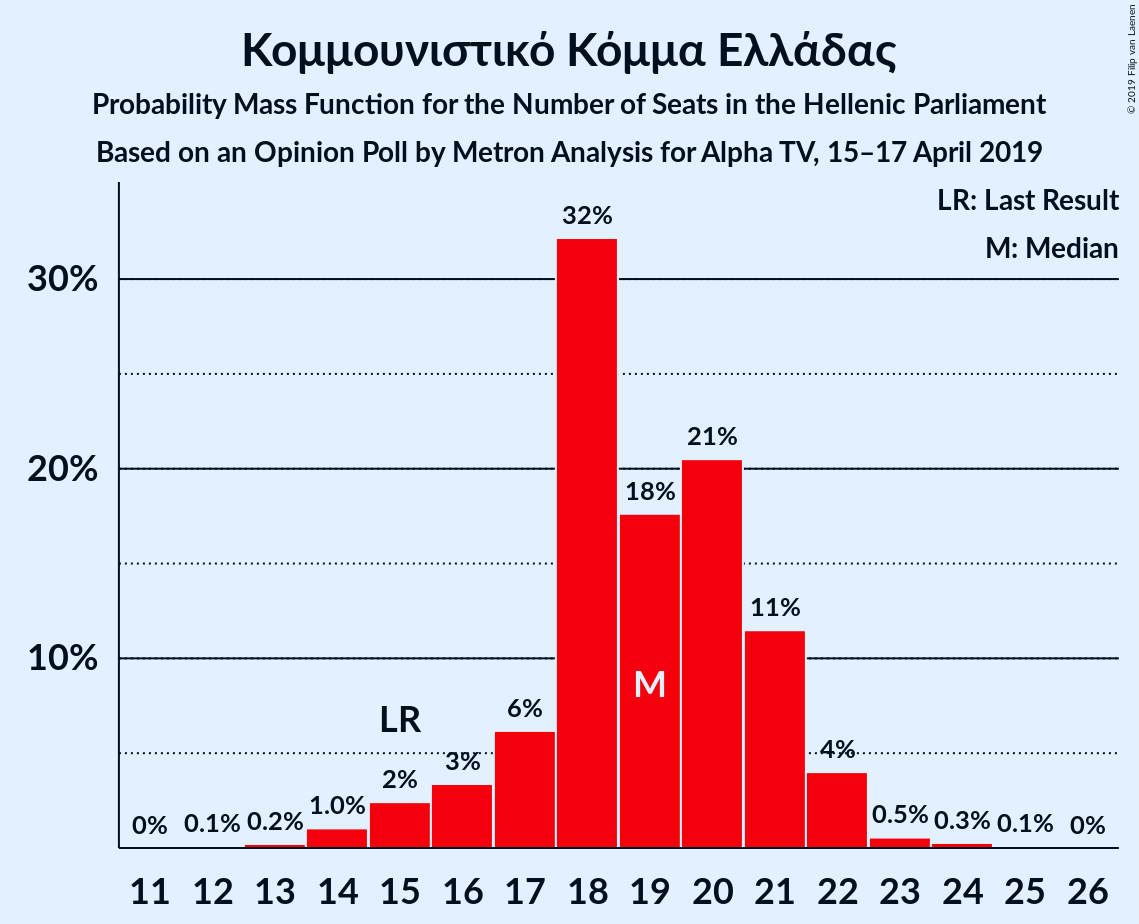 Κομμουνιστικό Κόμμα Ελλάδας
Probability Mass Function for the Number of Seats in the Hellenic Parliament
Based on an Opinion Poll by Metron Analysis for Alpha TV, 15–17 April 2019
© 2019 Filip van Laenen
LR: Last Result
M: Median
30%
20%
10%
0% 0.1% 0.2% 1.0% 2% 3% 6% 32% 18% 21% 11% 4% 0.5% 0.3% 0.1% 0%
LR
M
11 12 13 14 15 16 17 18 19 20 21 22 23 24 25 26